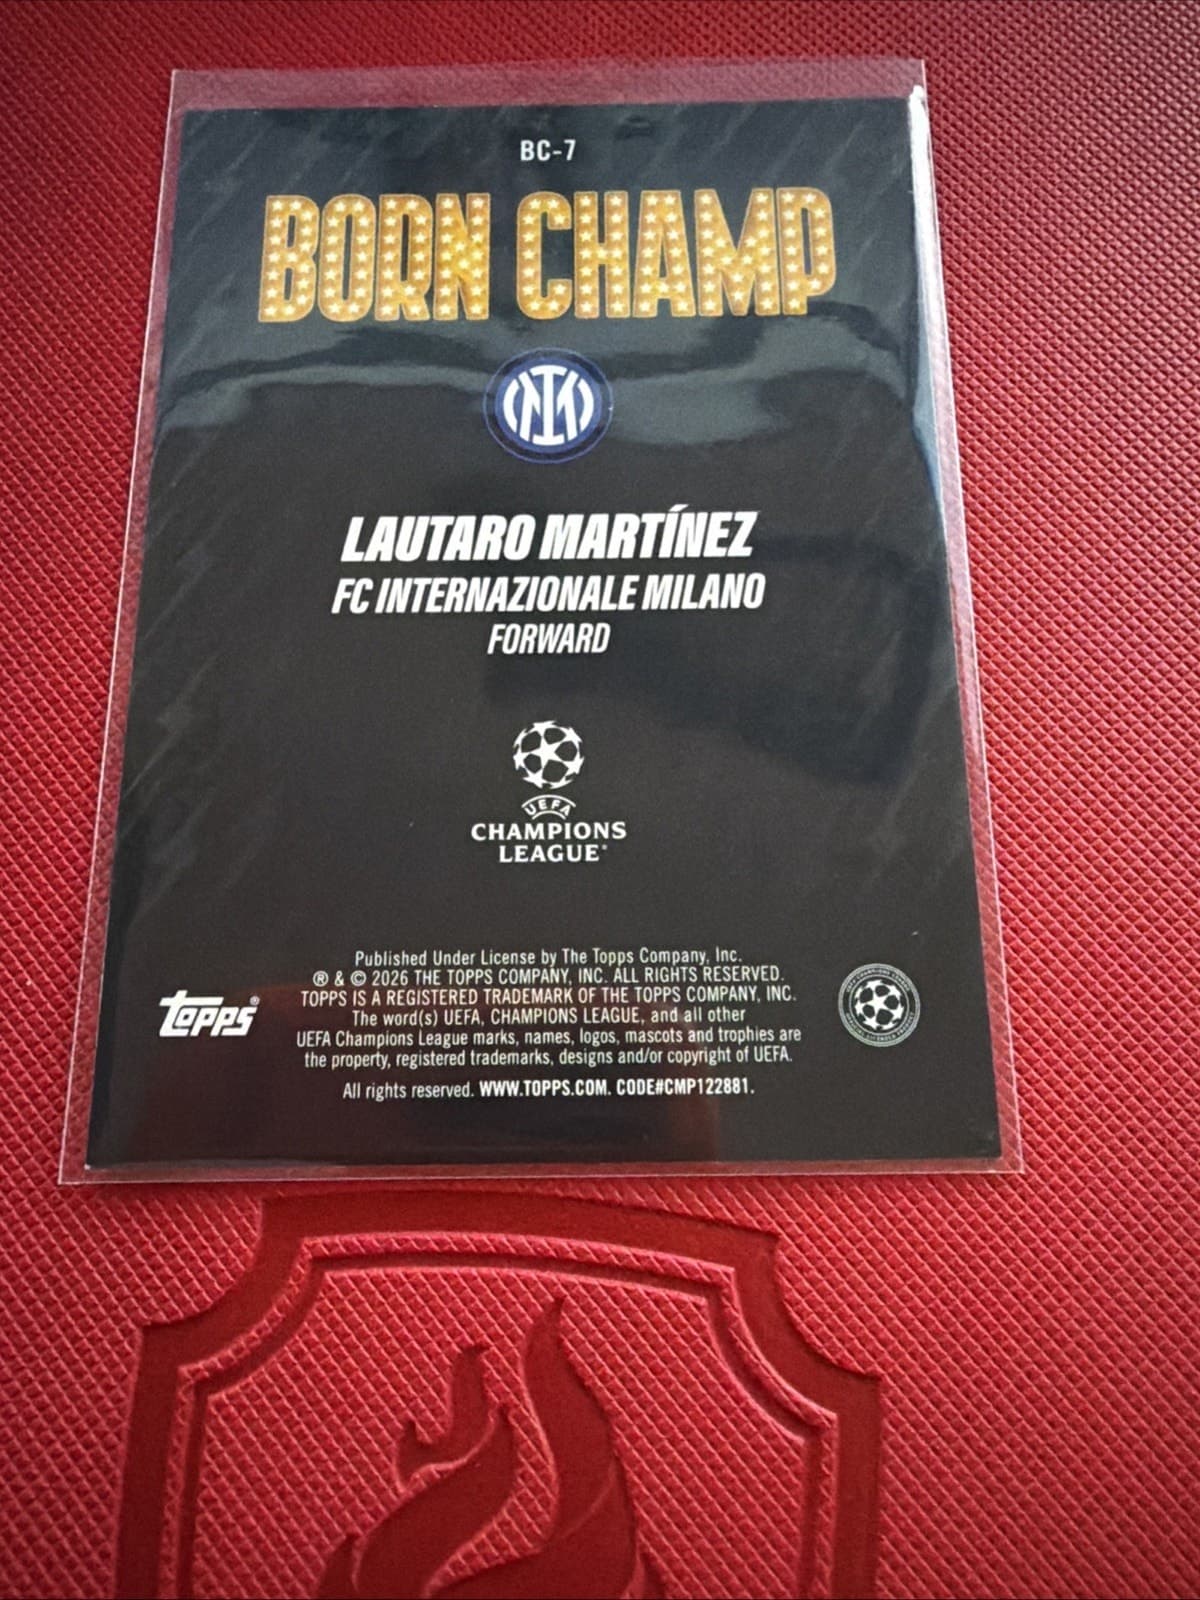 BC-7
BORN CHAMP
LAUTARO MARTÍNEZ
FC INTERNAZIONALE MILANO
FORWARD
UEFA
CHAMPIONS
LEAGUE®
Published Under License by The Topps Company, Inc.
® & © 2026 THE TOPPS COMPANY, INC. ALL RIGHTS RESERVED.
TOPPS IS A REGISTERED TRADEMARK OF THE TOPPS COMPANY, INC.
The word(s) UEFA, CHAMPIONS LEAGUE, and all other
UEFA Champions League marks, names, logos, mascots and trophies are
the property, registered trademarks, designs and/or copyright of UEFA.
All rights reserved. WWW.TOPPS.COM. CODE#CMP122881.
topps®